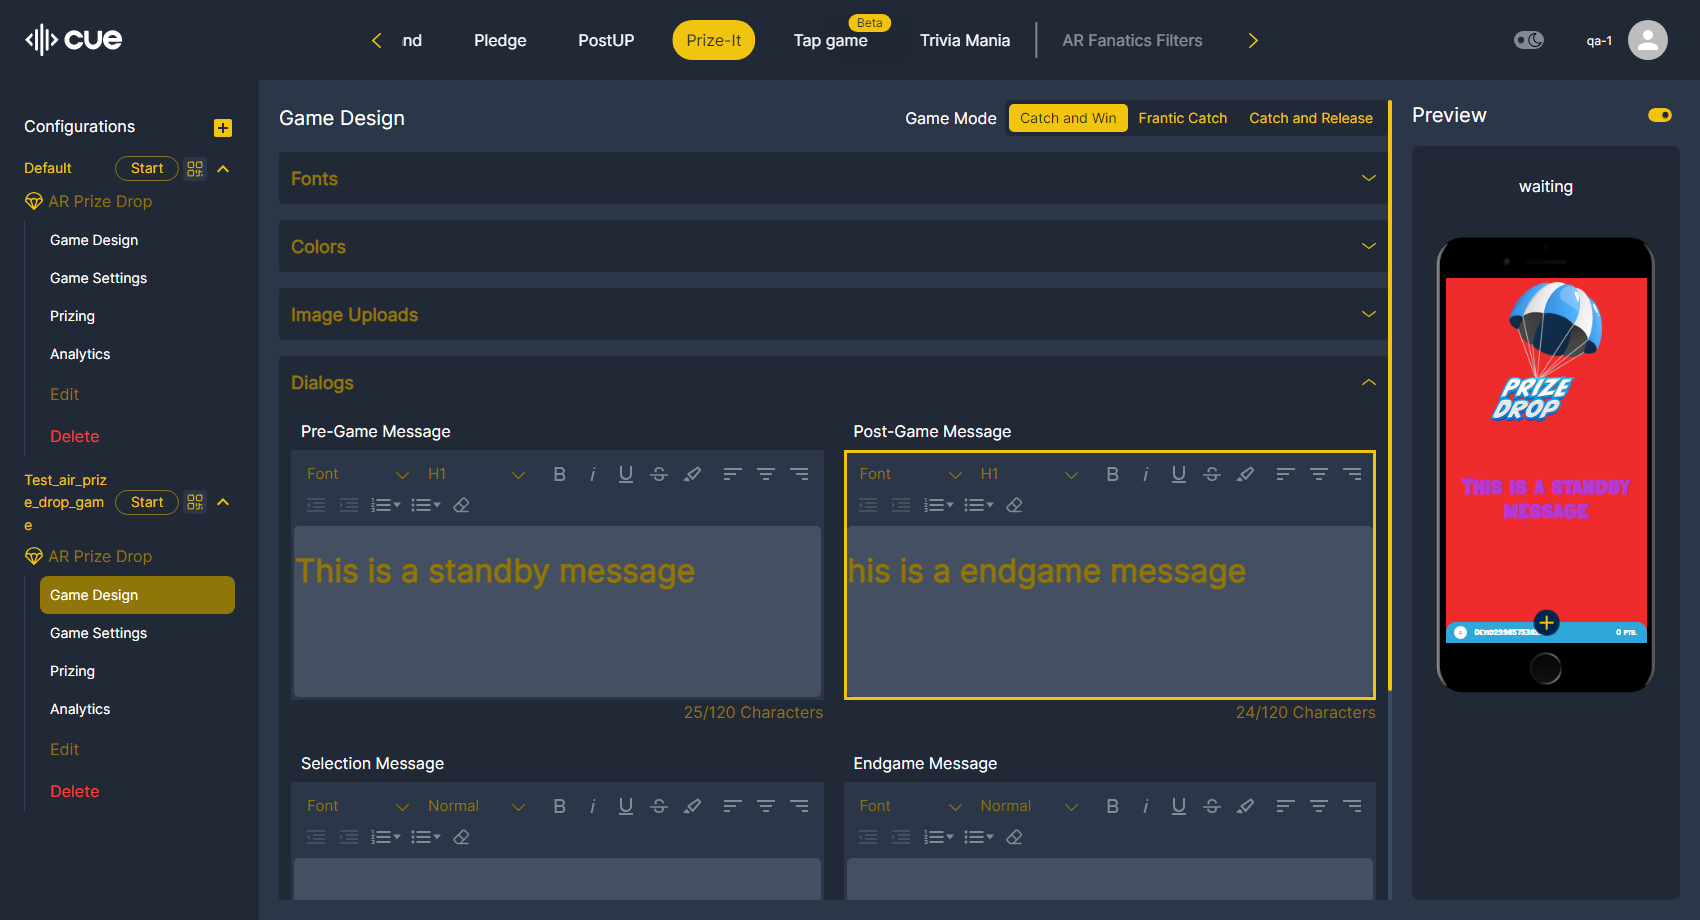 cue
nd
Pledge
PostUP
Prize-It
Beta
Tap game
Trivia Mania
AR Fanatics Filters
qa-1
Configurations
Default
Start
AR Prize Drop
Game Design
Game Settings
Prizing
Analytics
Edit
Delete
Test_air_priz
e_drop_gam
e
Start
AR Prize Drop
Game Design
Game Settings
Prizing
Analytics
Edit
Delete
Game Design
Game Mode
Catch and Win
Frantic Catch
Catch and Release
Fonts
Colors
Image Uploads
Dialogs
Pre-Game Message
Font
H1
This is a standby message
25/120 Characters
Post-Game Message
Font
H1
his is a endgame message
24/120 Characters
Selection Message
Font
Normal
Endgame Message
Font
Normal
Preview
waiting
PRIZE
DROP
THIS IS A STANDBY
MESSAGE
0 PTS.